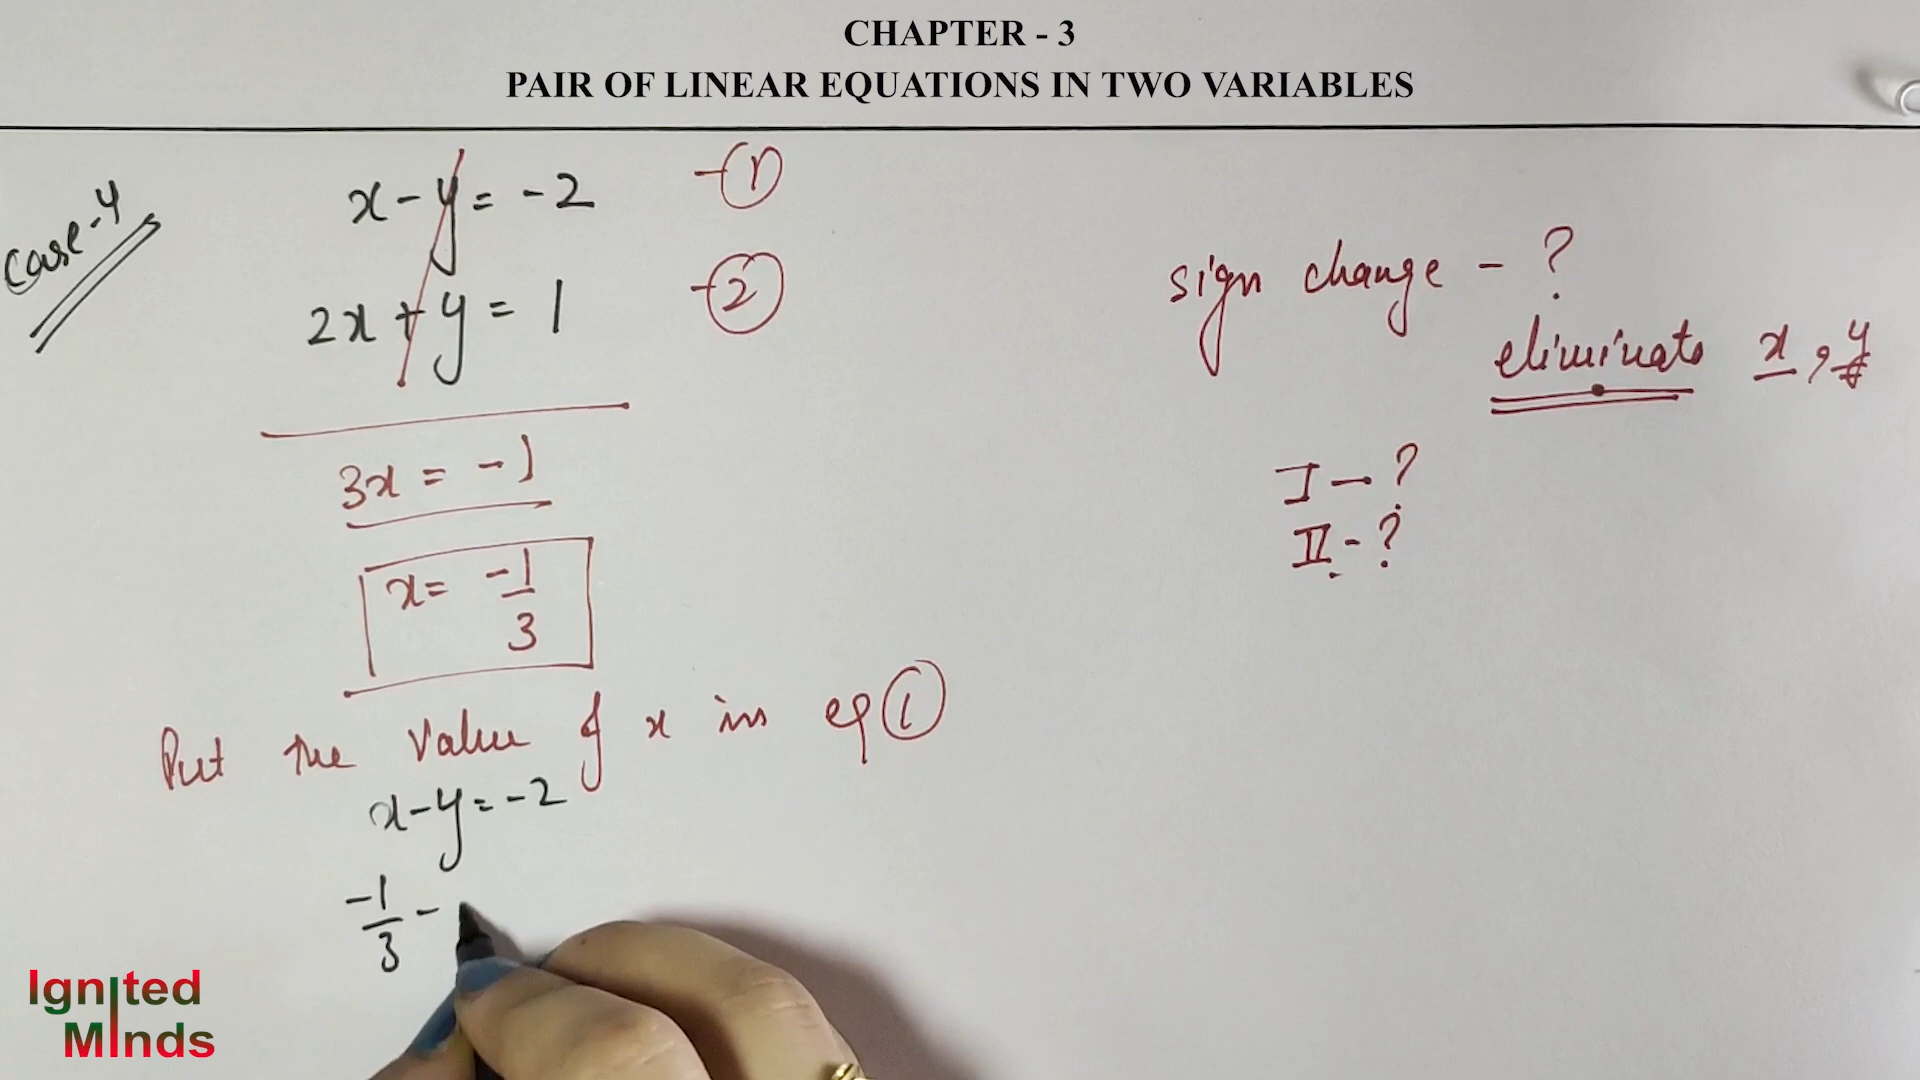 CHAPTER - 3
PAIR OF LINEAR EQUATIONS IN TWO VARIABLES
Case-4
x-y = -2 -①
2x+y = 1 -②
3x = -1
x = -1/3
Put the value of x in eq ①
x-y = -2
-1/3 -
sign change - ?
eliminate x, y
I - ?
II - ?
Ignited
Minds